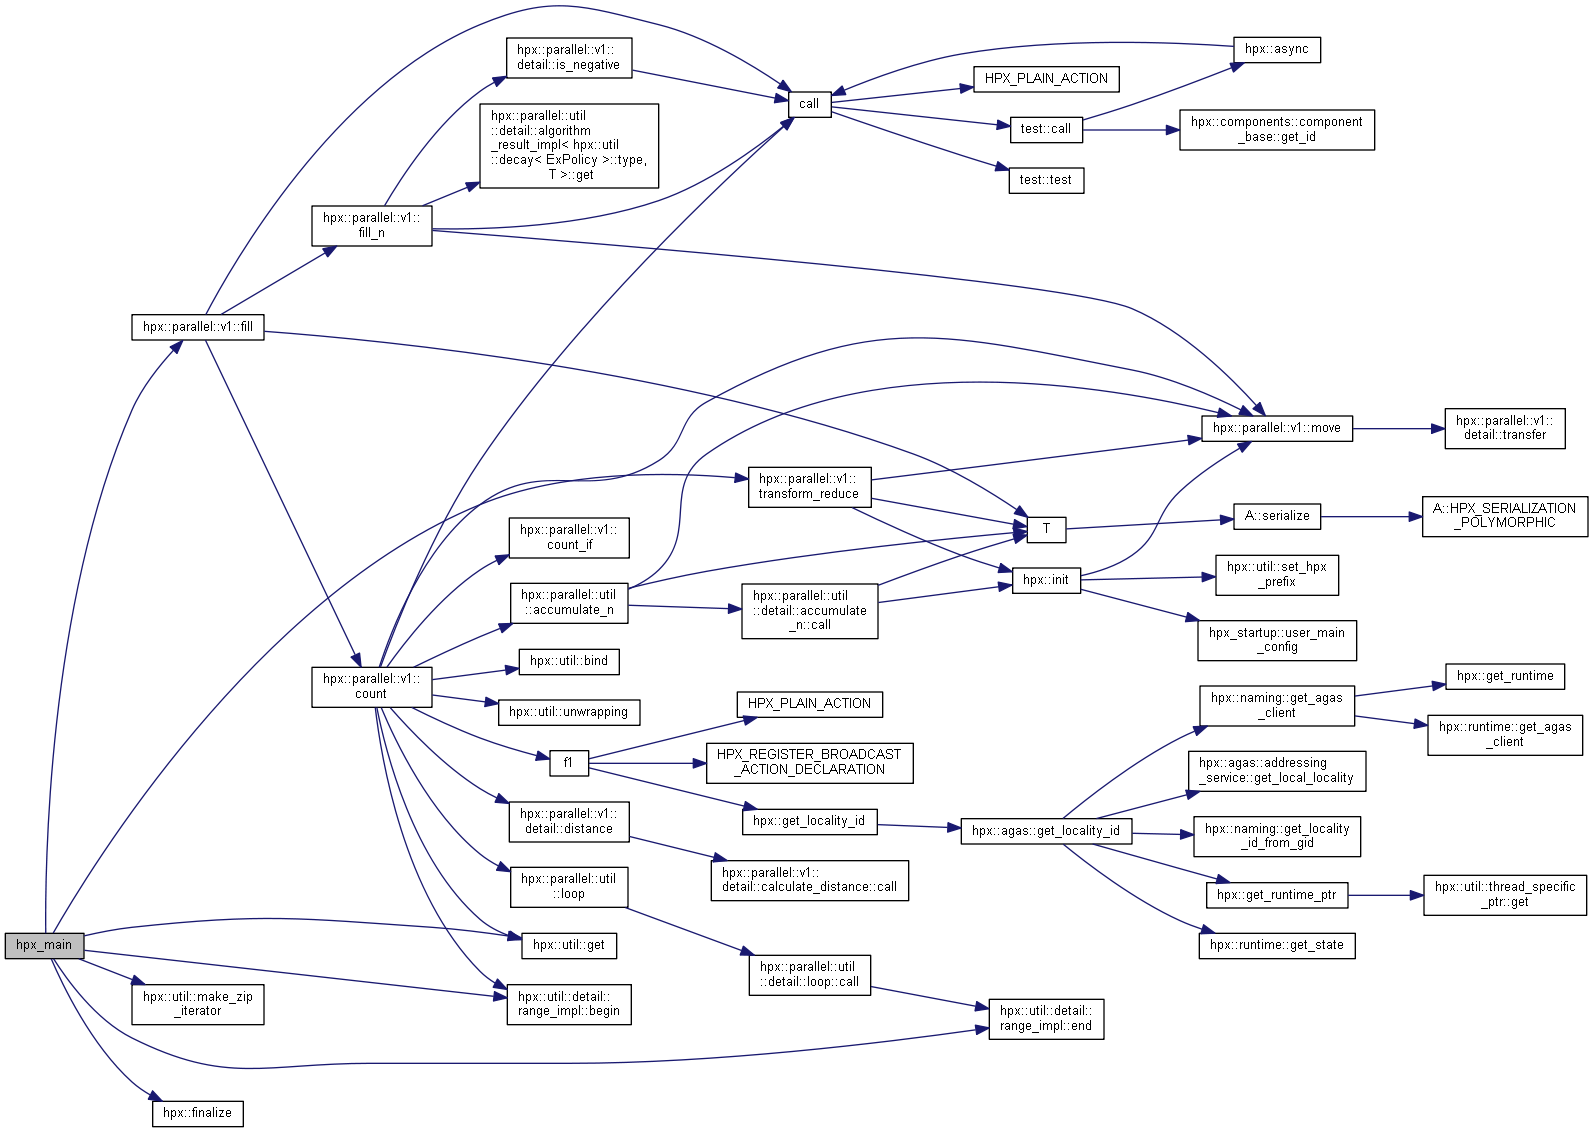 hpx_main
hpx::parallel::v1::fill
hpx::util::make_zip
_iterator
hpx::finalize
hpx::parallel::v1::
fill_n
hpx::parallel::v1::
count
hpx::parallel::v1::
detail::is_negative
hpx::parallel::util
::detail::algorithm
_result_impl< hpx::util
::decay< ExPolicy >::type,
T >::get
hpx::parallel::v1::
count_if
hpx::parallel::util
::accumulate_n
hpx::util::bind
hpx::util::unwrapping
f1
hpx::parallel::v1::
detail::distance
hpx::parallel::util
::loop
hpx::util::get
hpx::util::detail::
range_impl::begin
call
hpx::parallel::v1::
transform_reduce
hpx::parallel::util
::detail::accumulate
_n::call
HPX_PLAIN_ACTION
HPX_REGISTER_BROADCAST
_ACTION_DECLARATION
hpx::get_locality_id
hpx::parallel::v1::
detail::calculate_distance::call
hpx::parallel::util
::detail::loop::call
HPX_PLAIN_ACTION
test::call
test::test
T
hpx::init
hpx::agas::get_locality_id
hpx::util::detail::
range_impl::end
hpx::async
hpx::components::component
_base::get_id
hpx::parallel::v1::move
A::serialize
hpx::util::set_hpx
_prefix
hpx_startup::user_main
_config
hpx::naming::get_agas
_client
hpx::agas::addressing
_service::get_local_locality
hpx::naming::get_locality
_id_from_gid
hpx::get_runtime_ptr
hpx::runtime::get_state
hpx::parallel::v1::
detail::transfer
A::HPX_SERIALIZATION
_POLYMORPHIC
hpx::get_runtime
hpx::runtime::get_agas
_client
hpx::util::thread_specific
_ptr::get